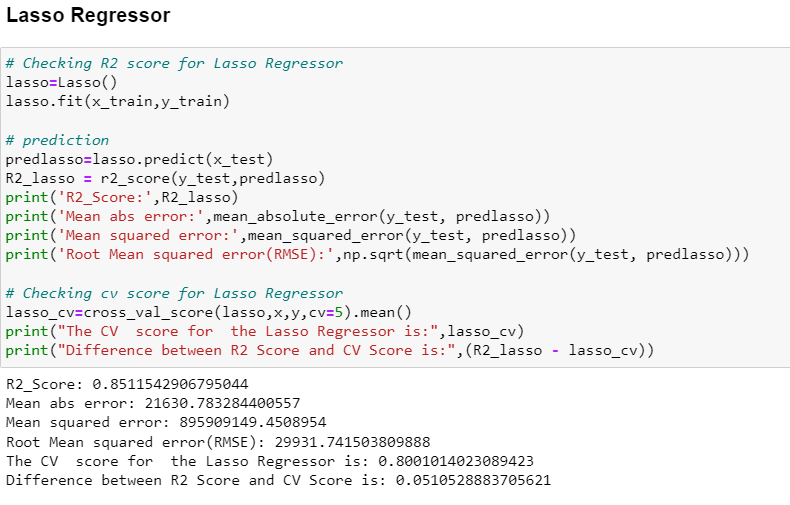 Lasso Regressor
# Checking R2 score for Lasso Regressor
lasso=Lasso()
lasso.fit(x_train,y_train)
# prediction
predlasso=lasso.predict(x_test)
R2_lasso = r2_score(y_test,predlasso)
print('R2_Score:',R2_lasso)
print('Mean abs error:',mean_absolute_error(y_test, predlasso))
print('Mean squared error:',mean_squared_error(y_test, predlasso))
print('Root Mean squared error(RMSE):',np.sqrt(mean_squared_error(y_test, predlasso)))
# Checking cv score for Lasso Regressor
lasso_cv=cross_val_score(lasso,x,y,cv=5).mean()
print("The CV  score for  the Lasso Regressor is:",lasso_cv)
print("Difference between R2 Score and CV Score is:",(R2_lasso - lasso_cv))
R2_Score: 0.8511542906795044
Mean abs error: 21630.783284400557
Mean squared error: 895909149.4508954
Root Mean squared error(RMSE): 29931.741503809888
The CV  score for  the Lasso Regressor is: 0.8001014023089423
Difference between R2 Score and CV Score is: 0.0510528883705621